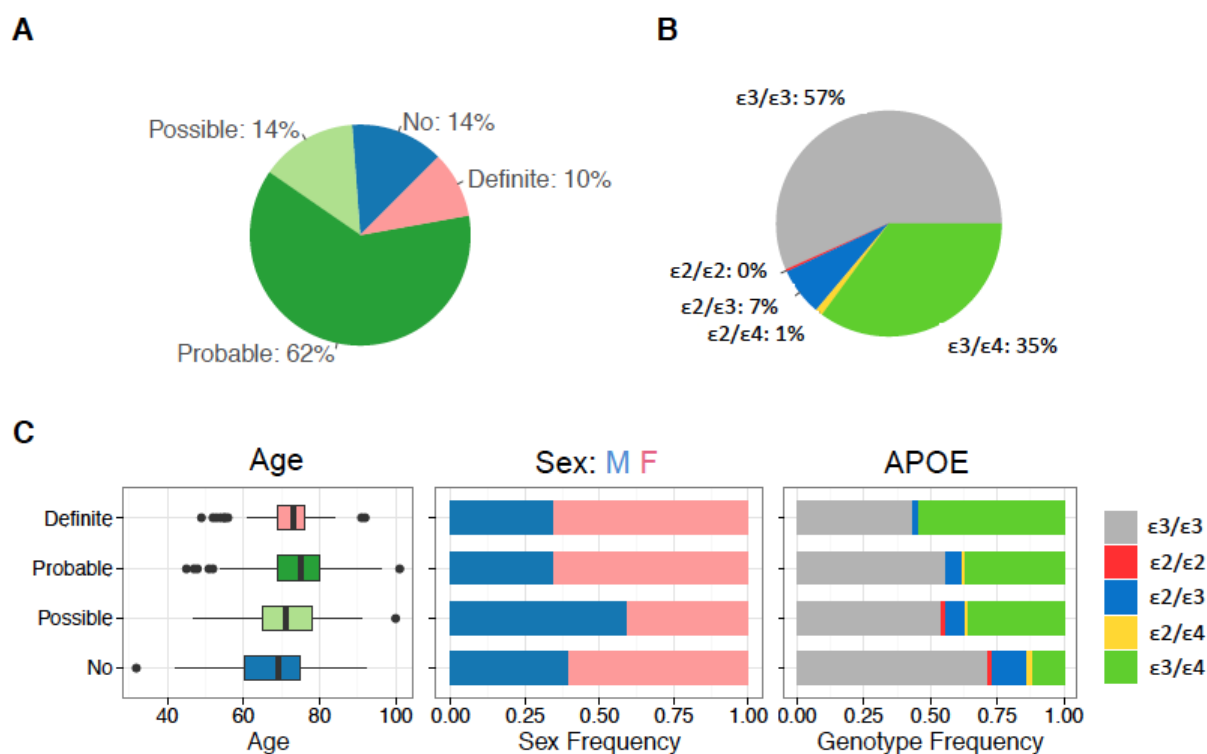 A
B
Possible: 14%
No: 14%
Definite: 10%
Probable: 62%
ε3/ε3: 57%
ε2/ε2: 0%
ε2/ε3: 7%
ε2/ε4: 1%
ε3/ε4: 35%
C
Age
Sex: M F
APOE
Definite
Probable
Possible
No
40 60 80 100
Age
0.00 0.25 0.50 0.75 1.00
Sex Frequency
0.00 0.25 0.50 0.75 1.00
Genotype Frequency
ε3/ε3
ε2/ε2
ε2/ε3
ε2/ε4
ε3/ε4